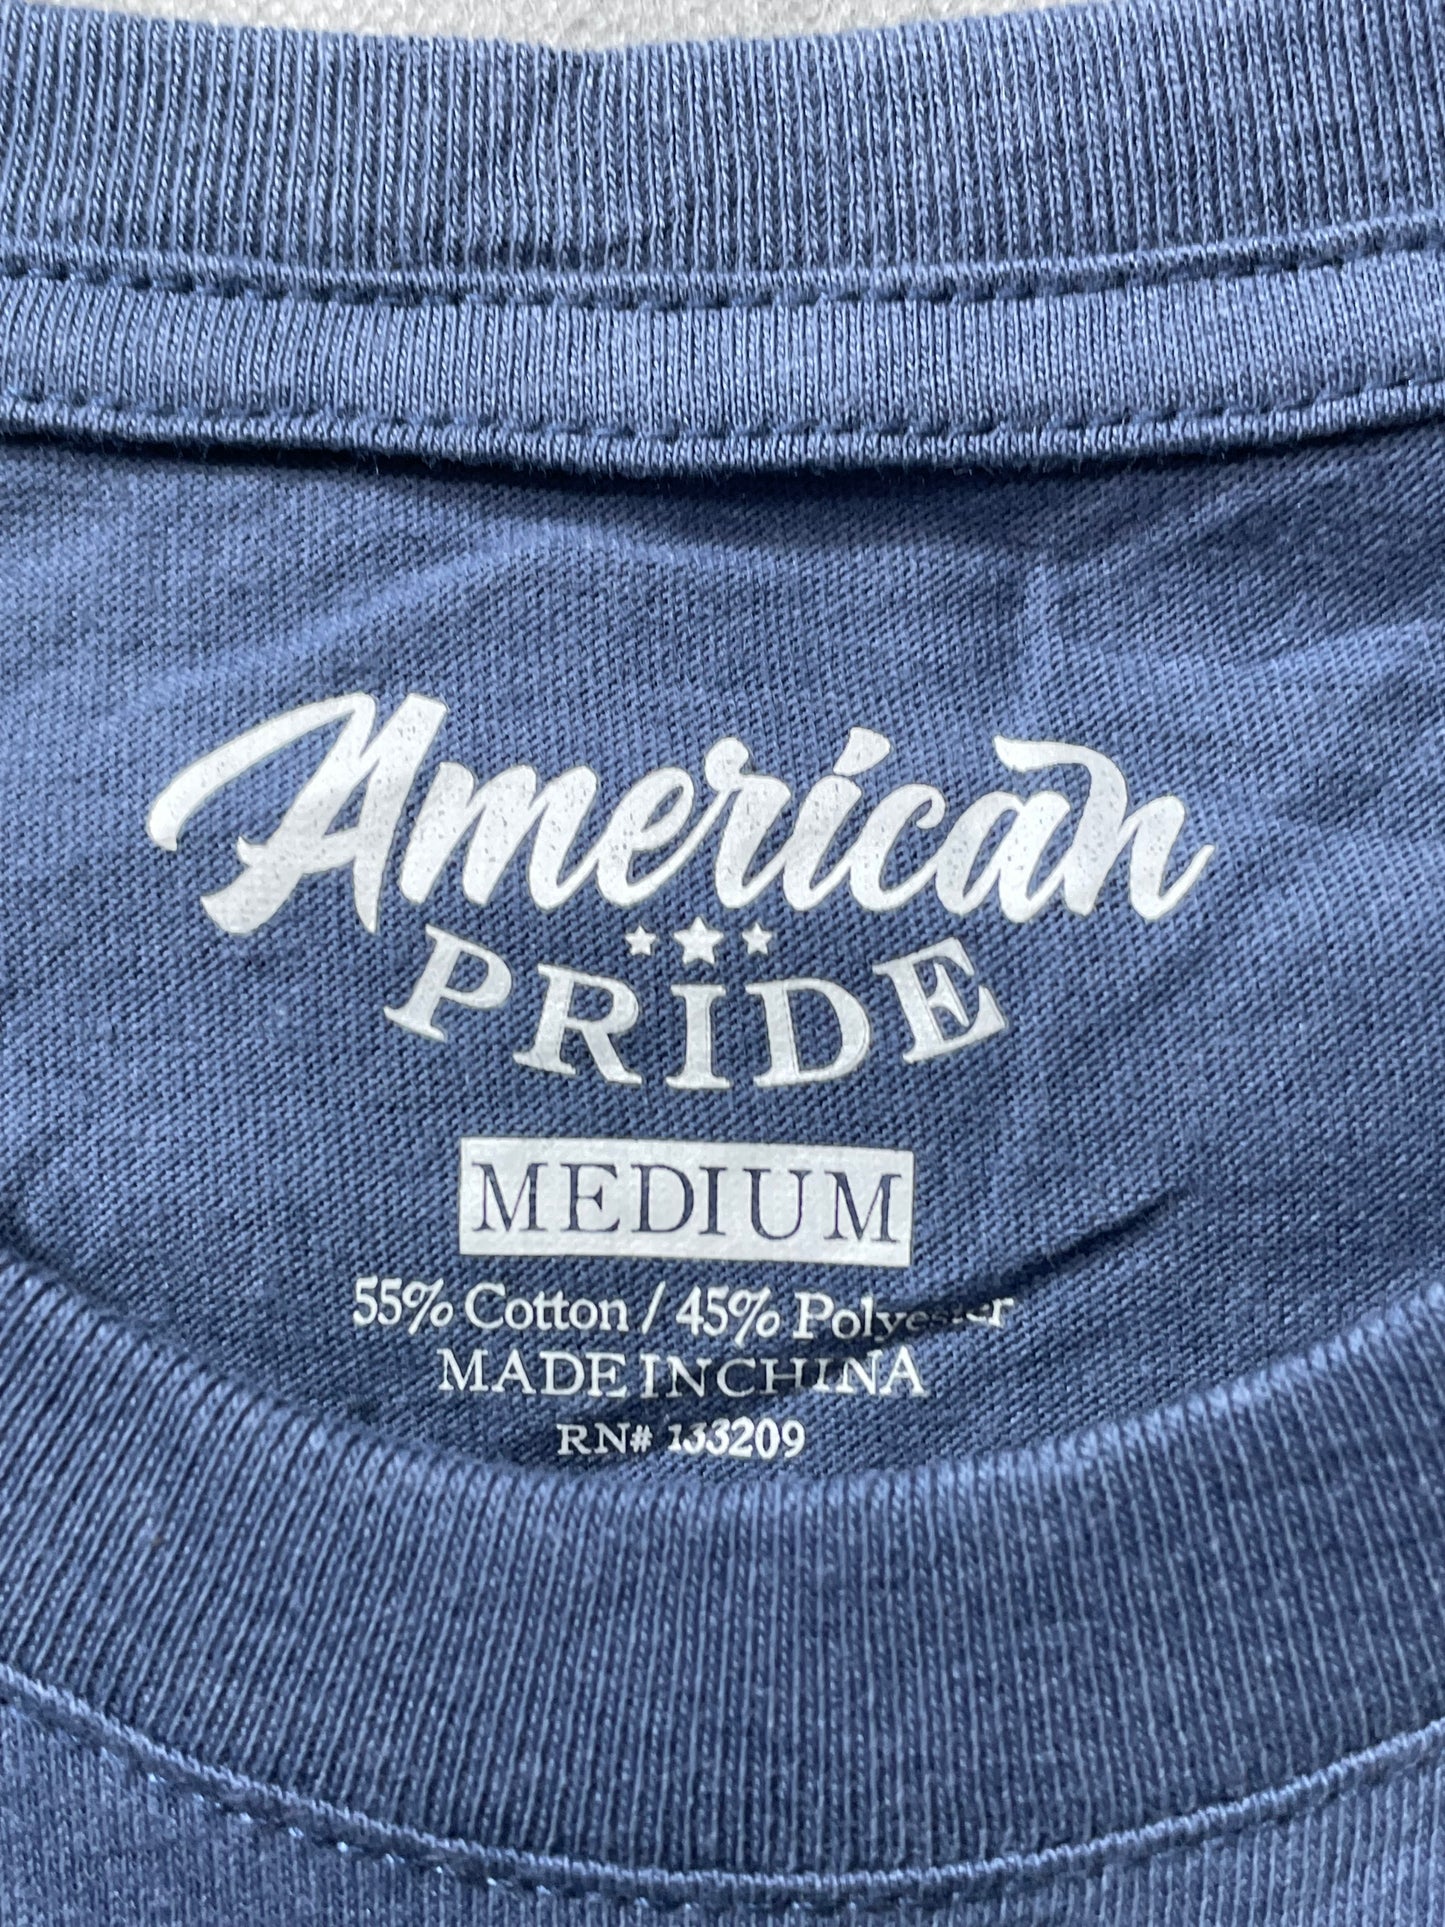 American
PRIDE
MEDIUM
55% Cotton / 45% Polyester
MADE IN CHINA
RN# 133209